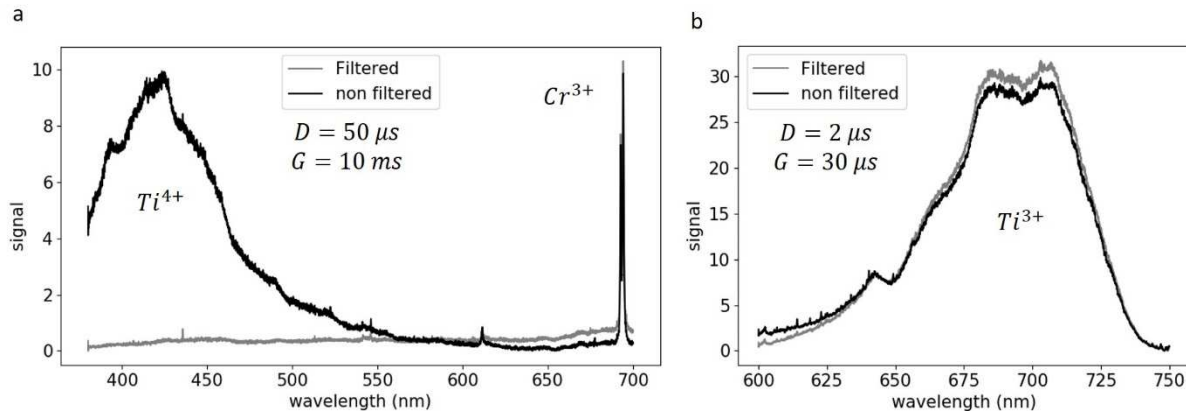 a
10
8
6
4
2
0
signal
Filtered
non filtered
D = 50 μs
G = 10 ms
Ti⁴⁺
Cr³⁺
400 450 500 550 600 650 700
wavelength (nm)
b
30
25
20
15
10
5
0
signal
Filtered
non filtered
D = 2 μs
G = 30 μs
Ti³⁺
600 625 650 675 700 725 750
wavelength (nm)